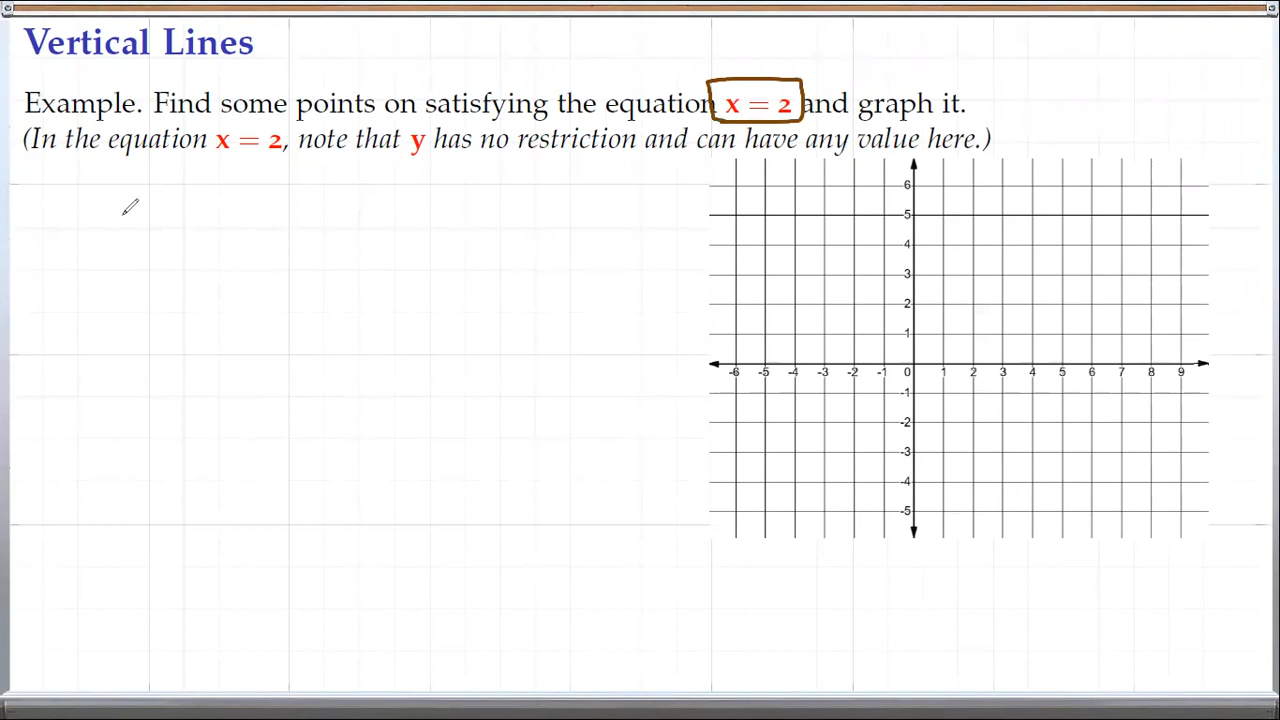 Vertical Lines
Example. Find some points on satisfying the equation x = 2 and graph it.
(In the equation x = 2, note that y has no restriction and can have any value here.)
6
5
4
3
2
1
-6 -5 -4 -3 -2 -1 0 1 2 3 4 5 6 7 8 9
-1
-2
-3
-4
-5